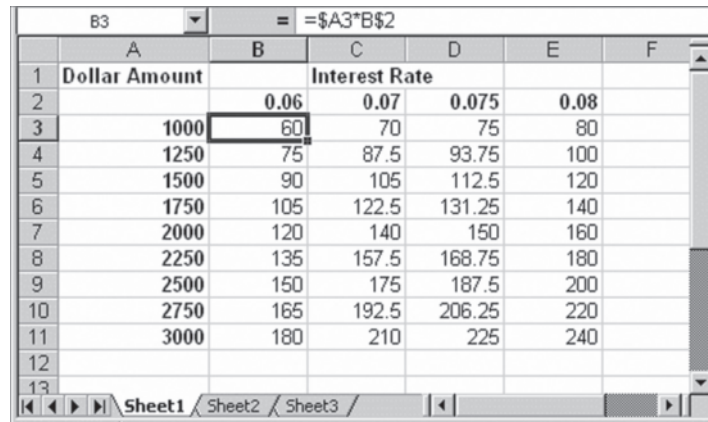 B3 = =$A3*B$2
A B C D E F
1 Dollar Amount Interest Rate
2 0.06 0.07 0.075 0.08
3 1000 60 70 75 80
4 1250 75 87.5 93.75 100
5 1500 90 105 112.5 120
6 1750 105 122.5 131.25 140
7 2000 120 140 150 160
8 2250 135 157.5 168.75 180
9 2500 150 175 187.5 200
10 2750 165 192.5 206.25 220
11 3000 180 210 225 240
12
13
Sheet1 Sheet2 Sheet3